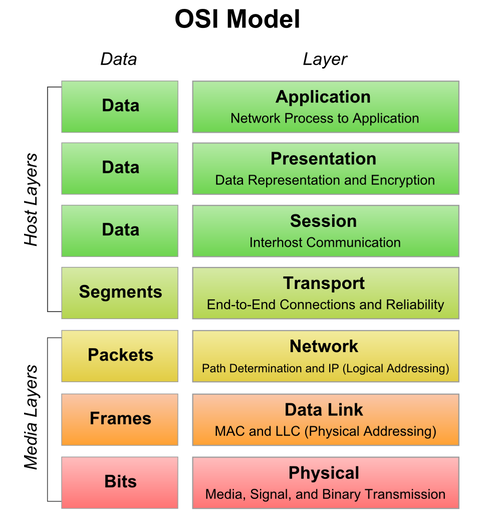 OSI Model
Data
Layer
Host Layers
Data
Application
Network Process to Application
Data
Presentation
Data Representation and Encryption
Data
Session
Interhost Communication
Segments
Transport
End-to-End Connections and Reliability
Media Layers
Packets
Network
Path Determination and IP (Logical Addressing)
Frames
Data Link
MAC and LLC (Physical Addressing)
Bits
Physical
Media, Signal, and Binary Transmission